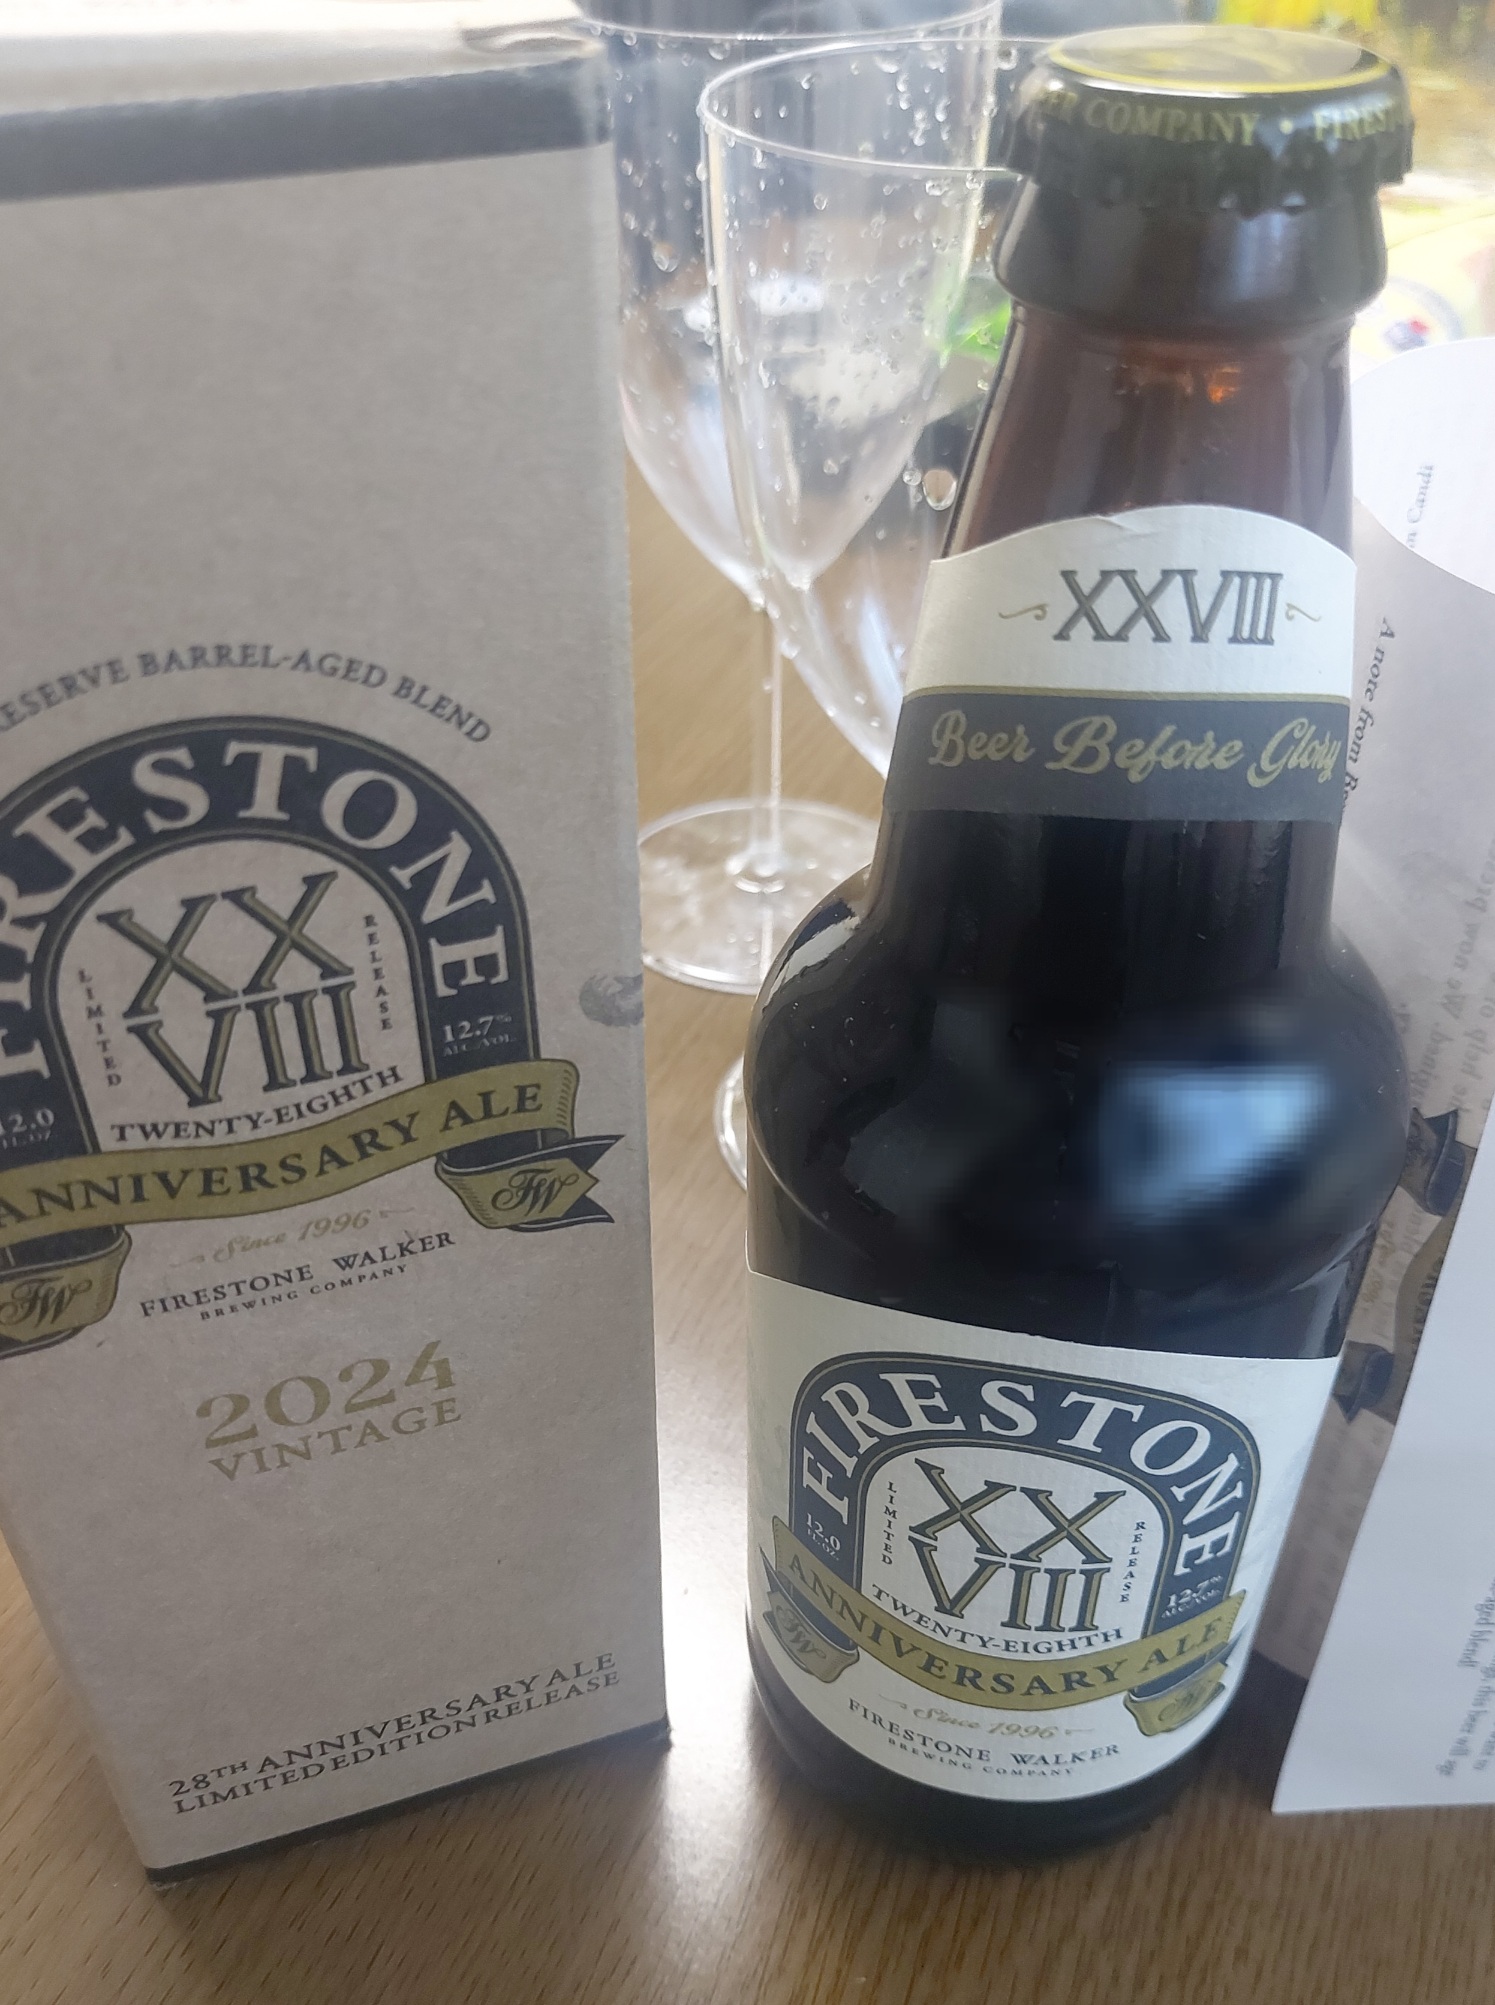 RESERVE BARREL-AGED BLEND
FIRESTONE
XX
VIII
LIMITED
RELEASE
12.0
FL. OZ.
12.7%
ALC./VOL.
TWENTY-EIGHTH
ANNIVERSARY ALE
FW
FW
Since 1996
FIRESTONE WALKER
BREWING COMPANY
2024
VINTAGE
28TH ANNIVERSARY ALE
LIMITED EDITION RELEASE
COMPANY • FIREST
XXVIII
Beer Before Glory
FIRESTONE
XX
VIII
LIMITED
RELEASE
12.0
FL. OZ.
12.7%
ALC./VOL.
TWENTY-EIGHTH
ANNIVERSARY ALE
FW
Since 1996
FIRESTONE WALKER
BREWING COMPANY
A note from